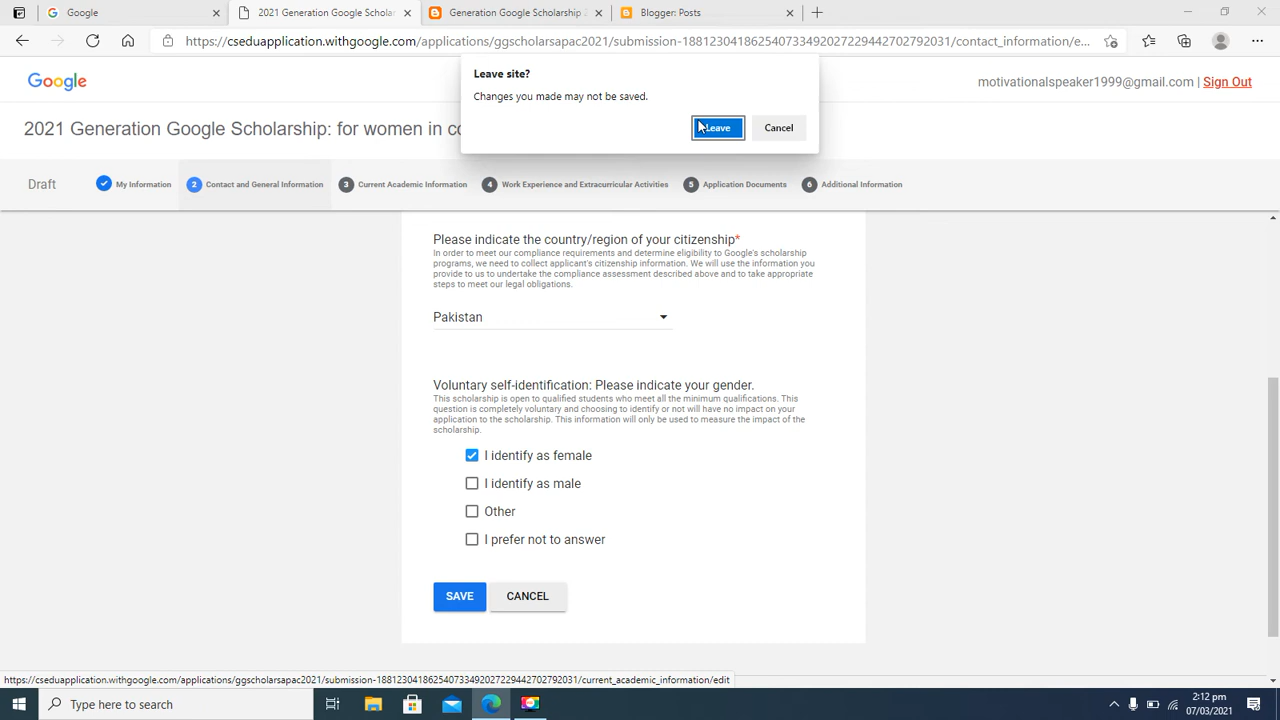 Google
2021 Generation Google Scholar
Generation Google Scholarship 2
Blogger: Posts
https://cseduapplication.withgoogle.com/applications/ggscholarsapac2021/submission-18812304186254073349202722944270279​2031/contact_information/e...
Google
motivationalspeaker1999@gmail.com | Sign Out
2021 Generation Google Scholarship: for women in co
Leave site?
Changes you made may not be saved.
Leave
Cancel
Draft
My Information
2 Contact and General Information
3 Current Academic Information
4 Work Experience and Extracurricular Activities
5 Application Documents
6 Additional Information
Please indicate the country/region of your citizenship*
In order to meet our compliance requirements and determine eligibility to Google's scholarship
programs, we need to collect applicant's citizenship information. We will use the information you
provide to us to undertake the compliance assessment described above and to take appropriate
steps to meet our legal obligations.
Pakistan
Voluntary self-identification: Please indicate your gender.
This scholarship is open to qualified students who meet all the minimum qualifications. This
question is completely voluntary and choosing to identify or not will have no impact on your
application to the scholarship. This information will only be used to measure the impact of the
scholarship.
I identify as female
I identify as male
Other
I prefer not to answer
SAVE
CANCEL
https://cseduapplication.withgoogle.com/applications/ggscholarsapac2021/submission-188123041862540733492027229442702792031/current_academic_information/edit
Type here to search
2:12 pm
07/03/2021